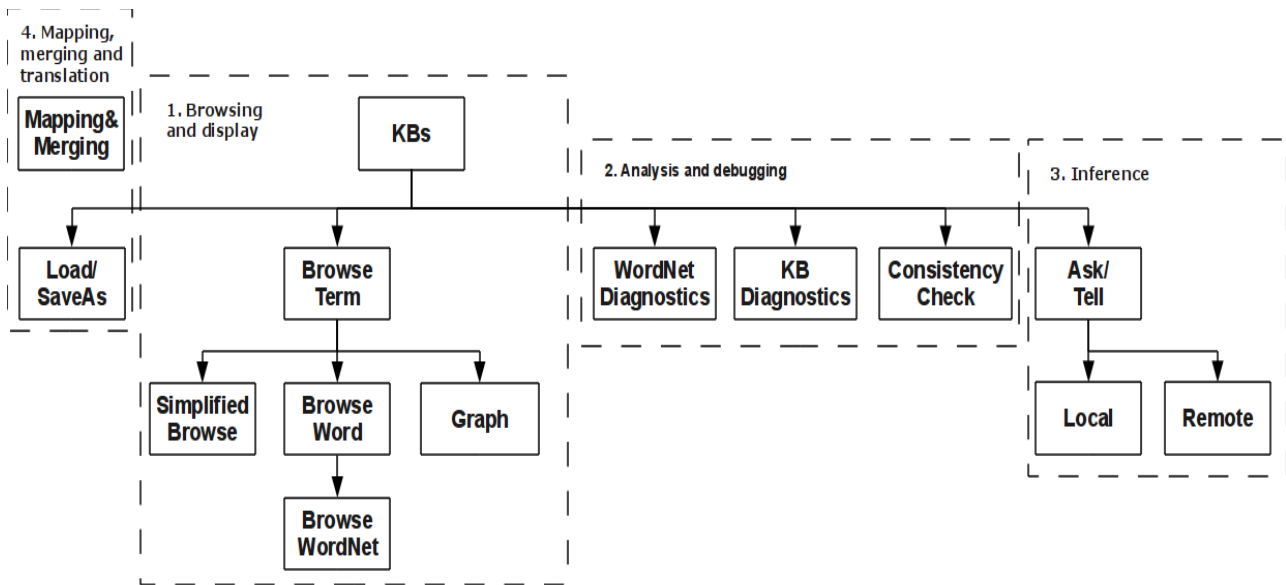 4. Mapping,
merging and
translation
Mapping&
Merging
1. Browsing
and display
KBs
2. Analysis and debugging
3. Inference
Load/
SaveAs
Browse
Term
WordNet
Diagnostics
KB
Diagnostics
Consistency
Check
Ask/
Tell
Simplified
Browse
Browse
Word
Graph
Local
Remote
Browse
WordNet